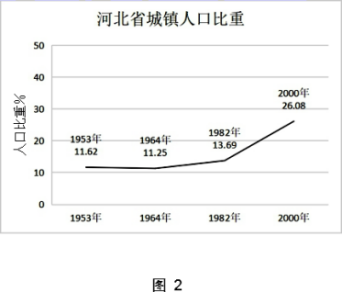 河北省城镇人口比重
50
40
30
20
10
0
人口比重%
1953年
11.62
1964年
11.25
1982年
13.69
2000年
26.08
1953年 1964年 1982年 2000年
图 2